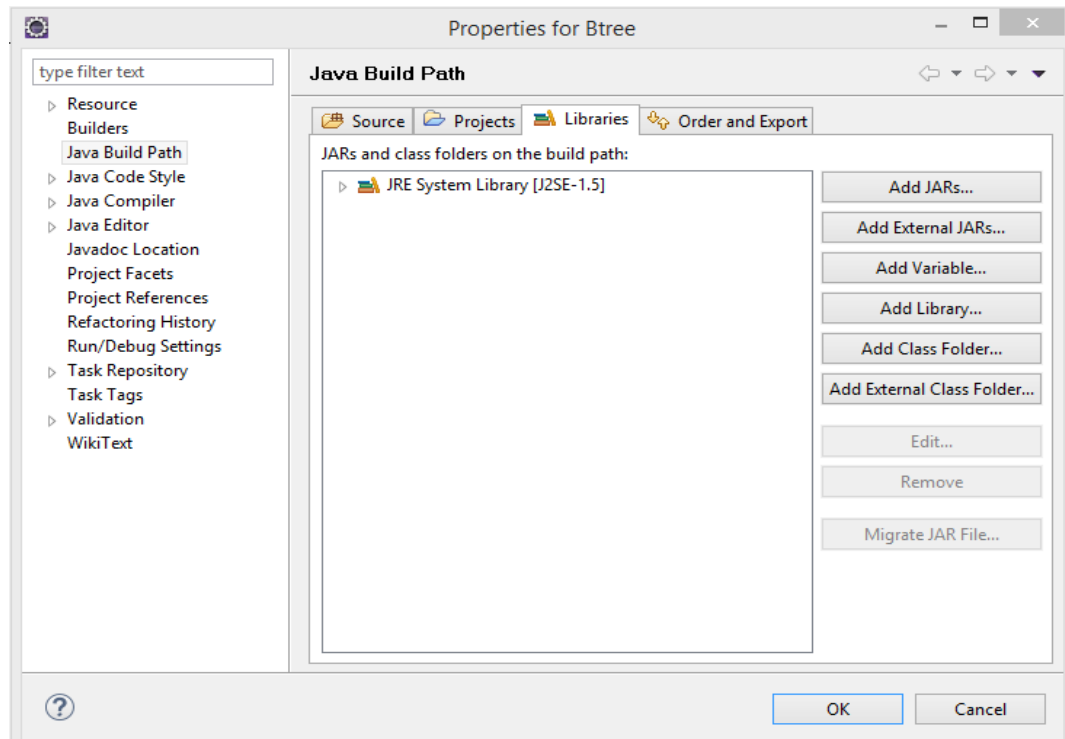 Properties for Btree
type filter text
Resource
Builders
Java Build Path
Java Code Style
Java Compiler
Java Editor
Javadoc Location
Project Facets
Project References
Refactoring History
Run/Debug Settings
Task Repository
Task Tags
Validation
WikiText
Java Build Path
Source Projects Libraries Order and Export
JARs and class folders on the build path:
JRE System Library [J2SE-1.5]
Add JARs...
Add External JARs...
Add Variable...
Add Library...
Add Class Folder...
Add External Class Folder...
Edit...
Remove
Migrate JAR File...
OK Cancel